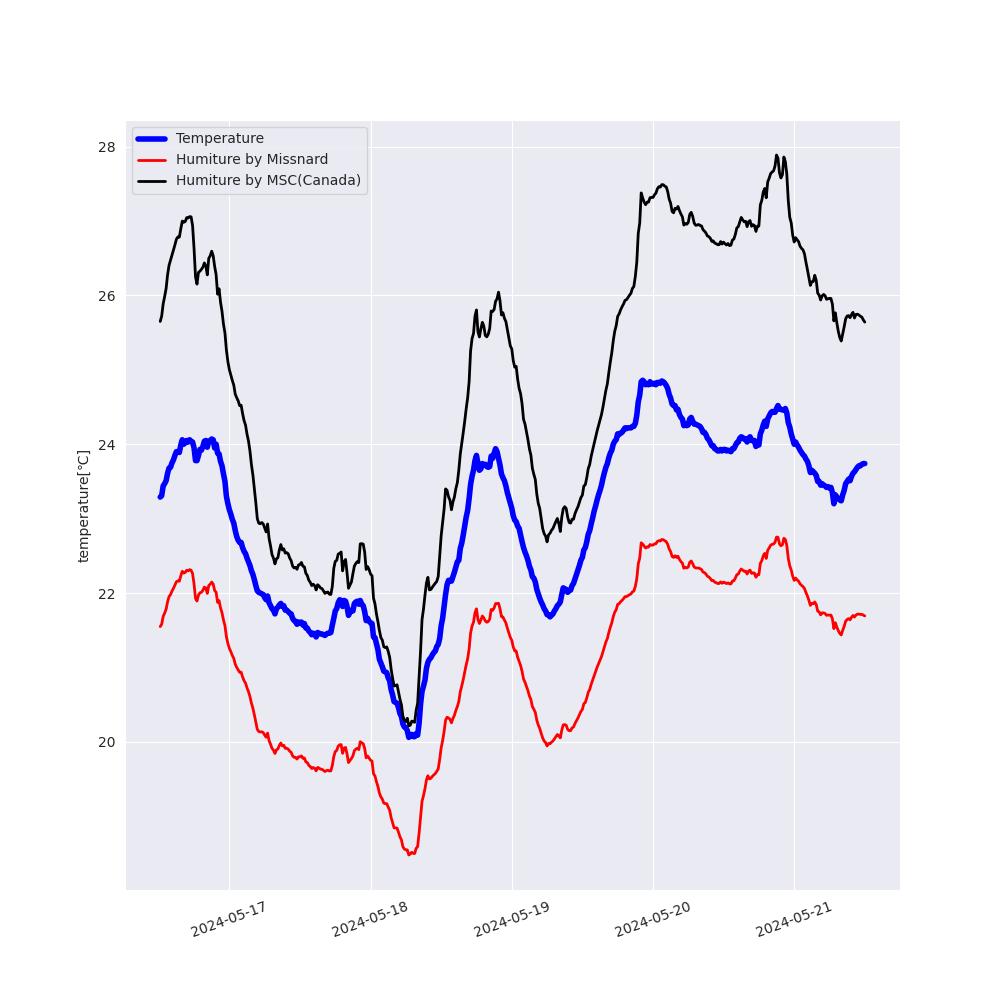 Temperature
Humiture by Missnard
Humiture by MSC(Canada)
temperature[℃]
28
26
24
22
20
2024-05-17
2024-05-18
2024-05-19
2024-05-20
2024-05-21